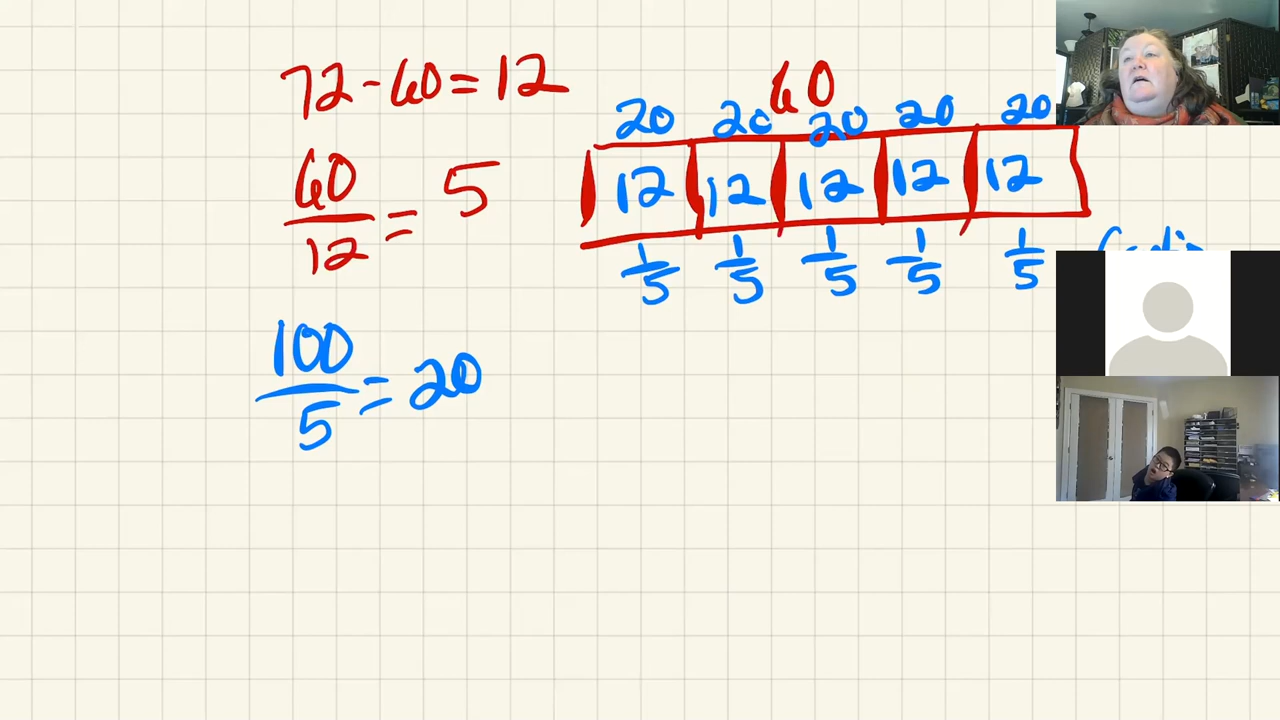 72-60=12
60/12 = 5
100/5 = 20
60
20 20 20 20 20
12 12 12 12 12
1/5 1/5 1/5 1/5 1/5